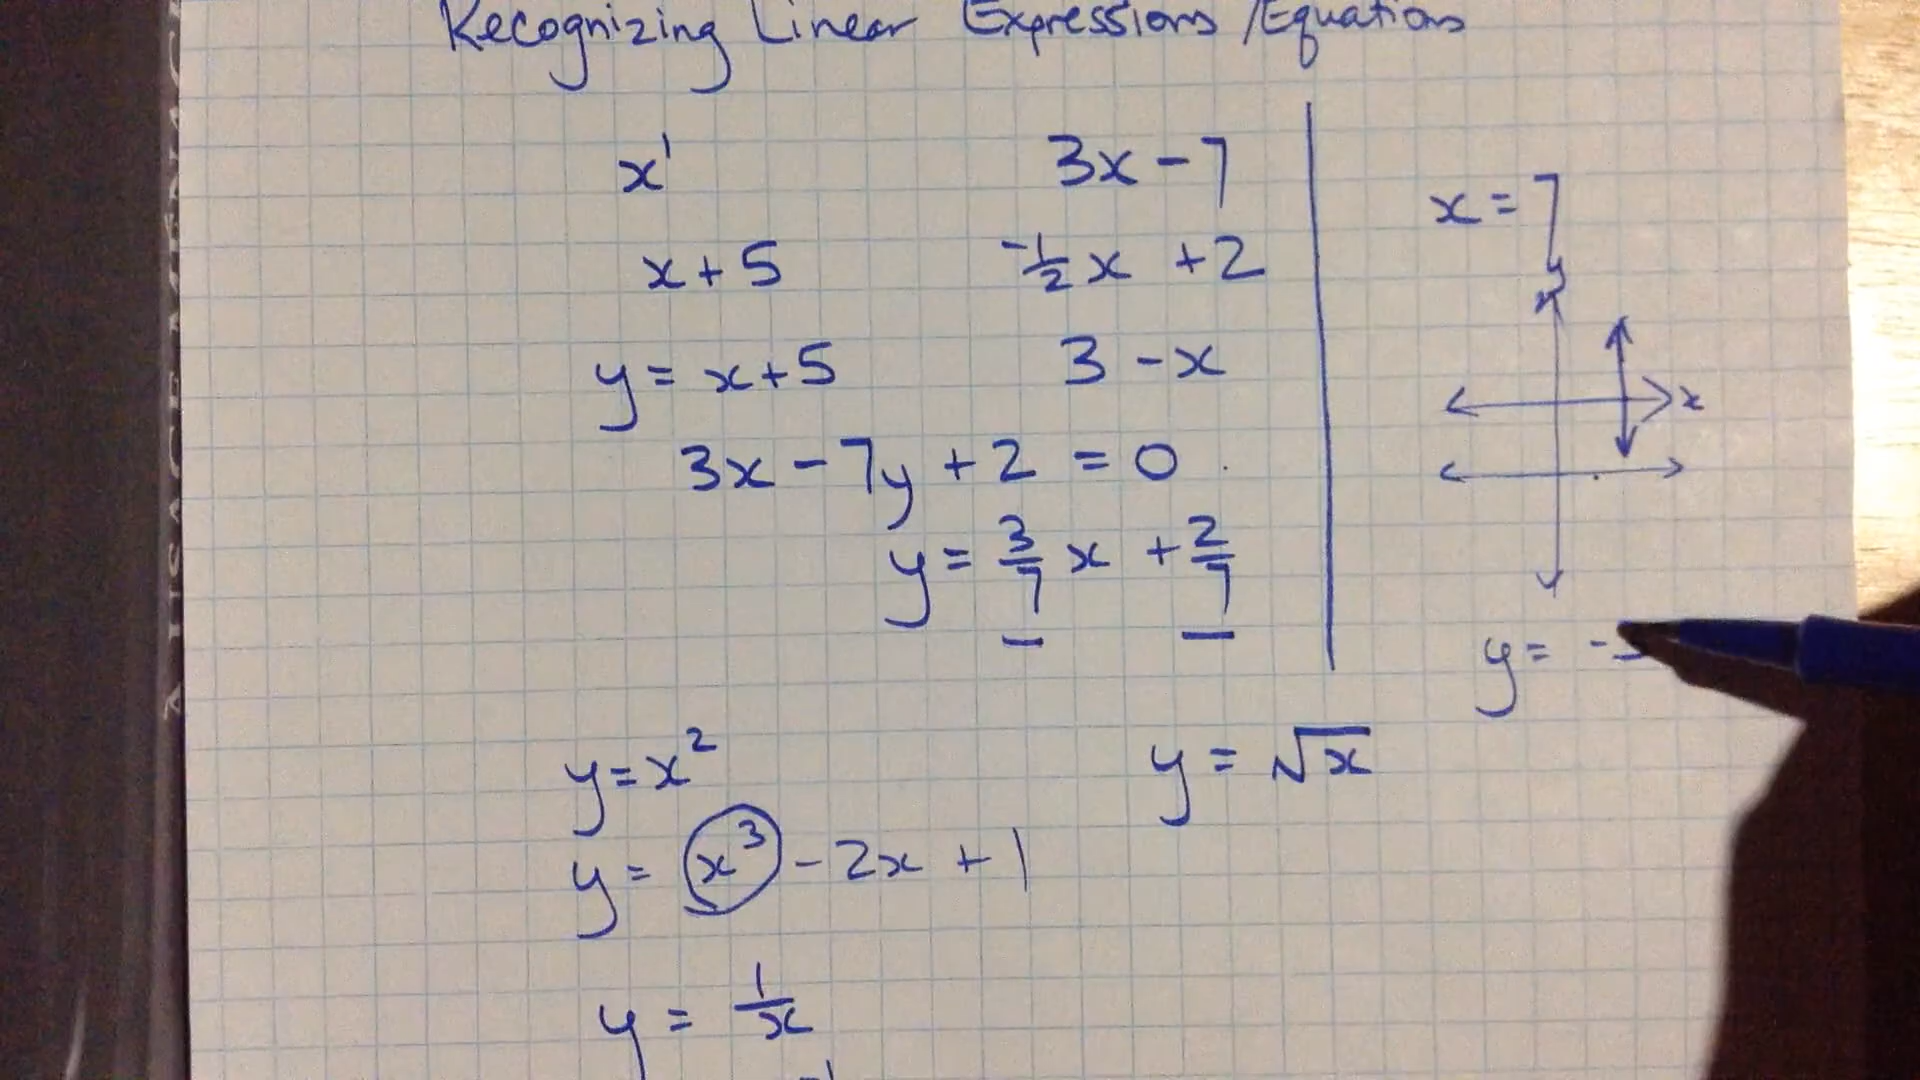 Recognizing Linear Expressions/Equations
x¹
3x - 7
x + 5
-1/2 x + 2
y = x + 5
3 - x
3x - 7y + 2 = 0
y = 3/7 x + 2/7
x = 7
y
x
y = -
y = x²
y = √x
y = x³ - 2x + 1
y = 1/x